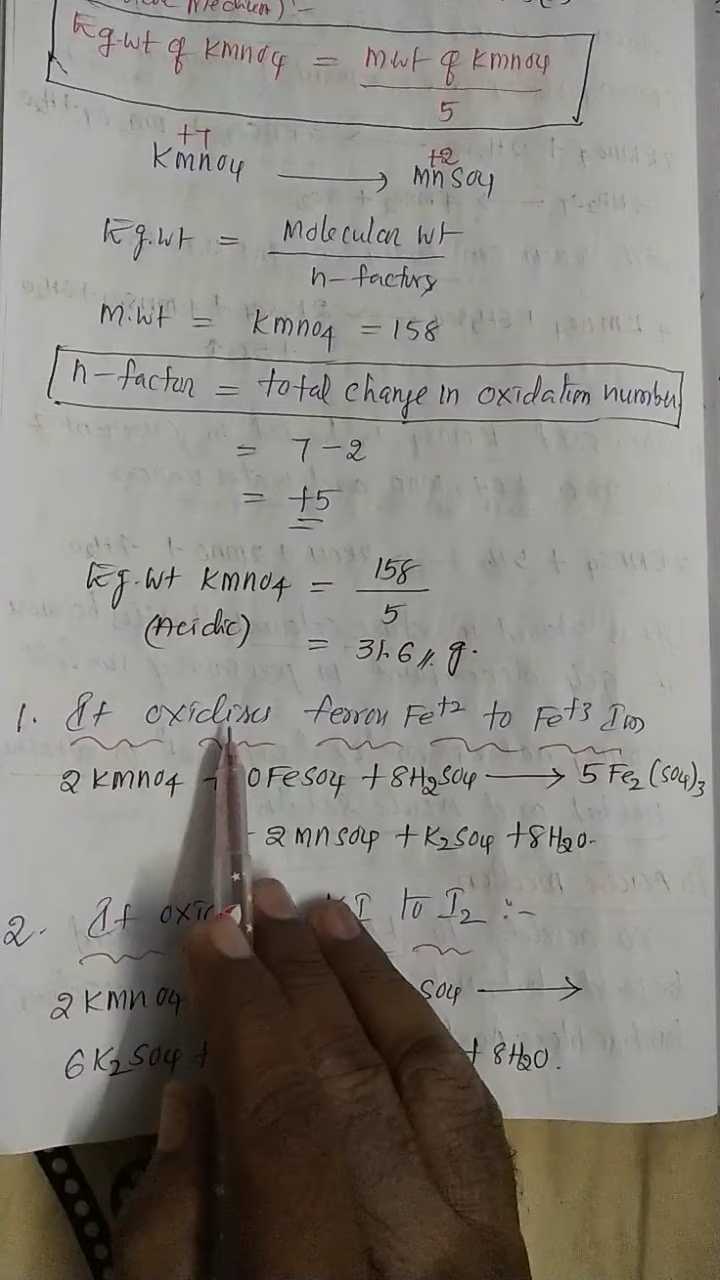 Medium) :-
Eq.wt of KMnO4 = M.wt of KMnO4 / 5
+7 +2
KMnO4 ⟶ MnSO4
Eq.wt = Molecular wt / n-factors
M.wt = KMnO4 = 158
n-factor = total change in oxidation number
= 7-2
= +5
Eq.wt KMnO4 = 158 / 5
(Acidic) = 31.6 g.
1. It oxidises ferrous Fe+2 to Fe+3 Ion
2KMnO4 + 0FeSO4 + 8H2SO4 ⟶ 5Fe2(SO4)3
2MnSO4 + K2SO4 + 8H2O.
2. It KI to I2 :-
2KMnO4 SO4 ⟶
6K2SO4 + + 8H2O.